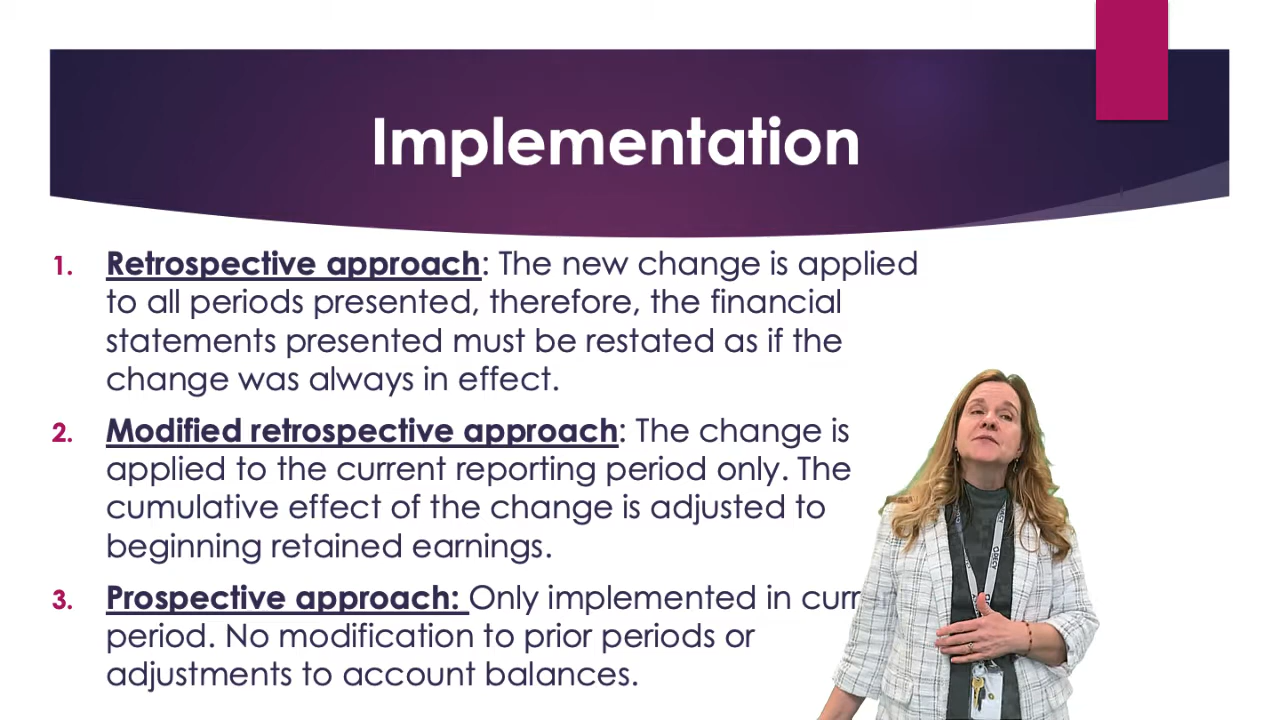 Implementation
1. Retrospective approach: The new change is applied
to all periods presented, therefore, the financial
statements presented must be restated as if the
change was always in effect.
2. Modified retrospective approach: The change is
applied to the current reporting period only. The
cumulative effect of the change is adjusted to
beginning retained earnings.
3. Prospective approach: Only implemented in curr
period. No modification to prior periods or
adjustments to account balances.